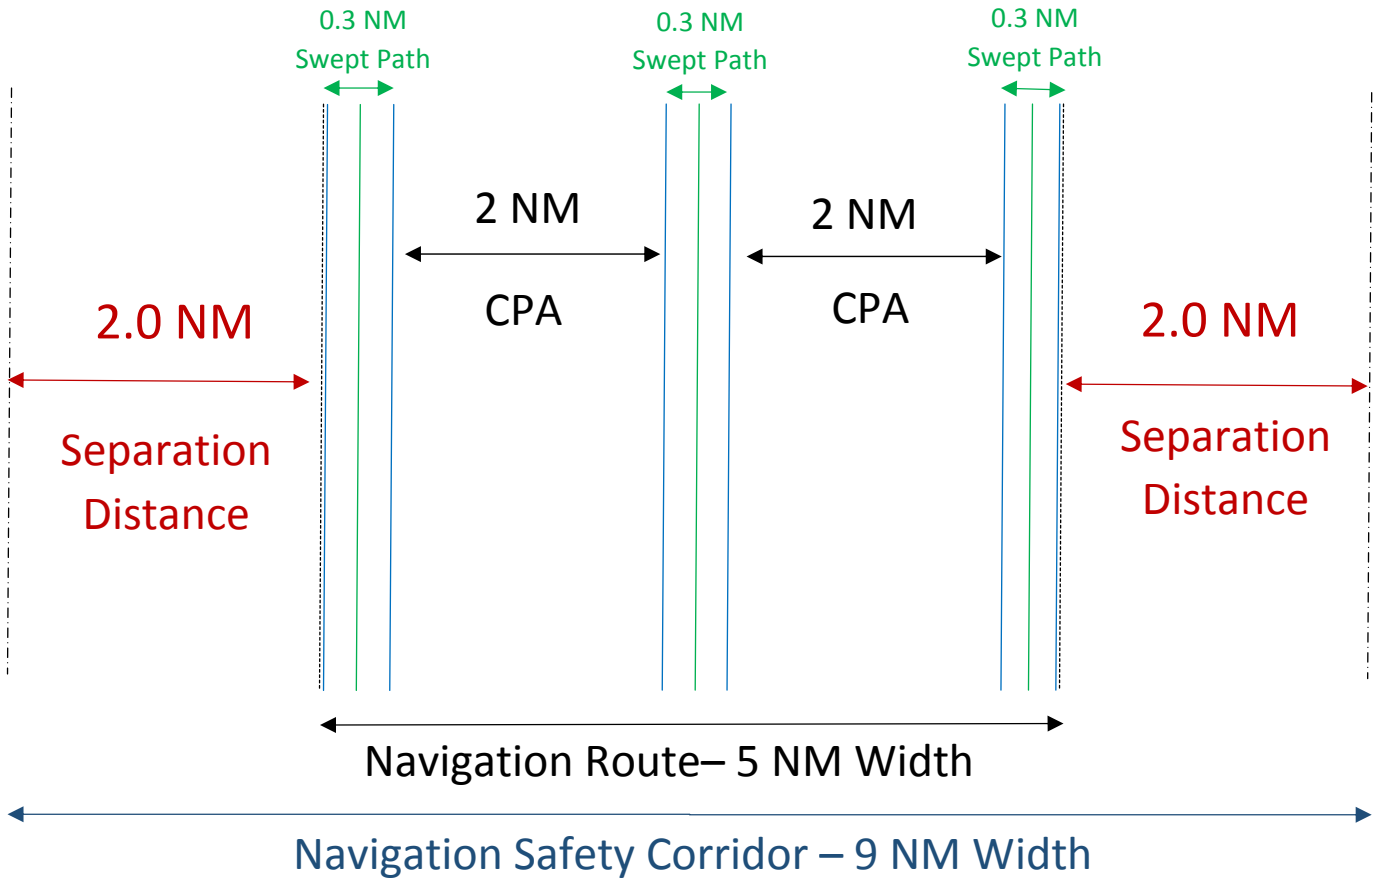 0.3 NM
Swept Path
0.3 NM
Swept Path
0.3 NM
Swept Path
2 NM
CPA
2 NM
CPA
2.0 NM
Separation
Distance
2.0 NM
Separation
Distance
Navigation Route– 5 NM Width
Navigation Safety Corridor – 9 NM Width